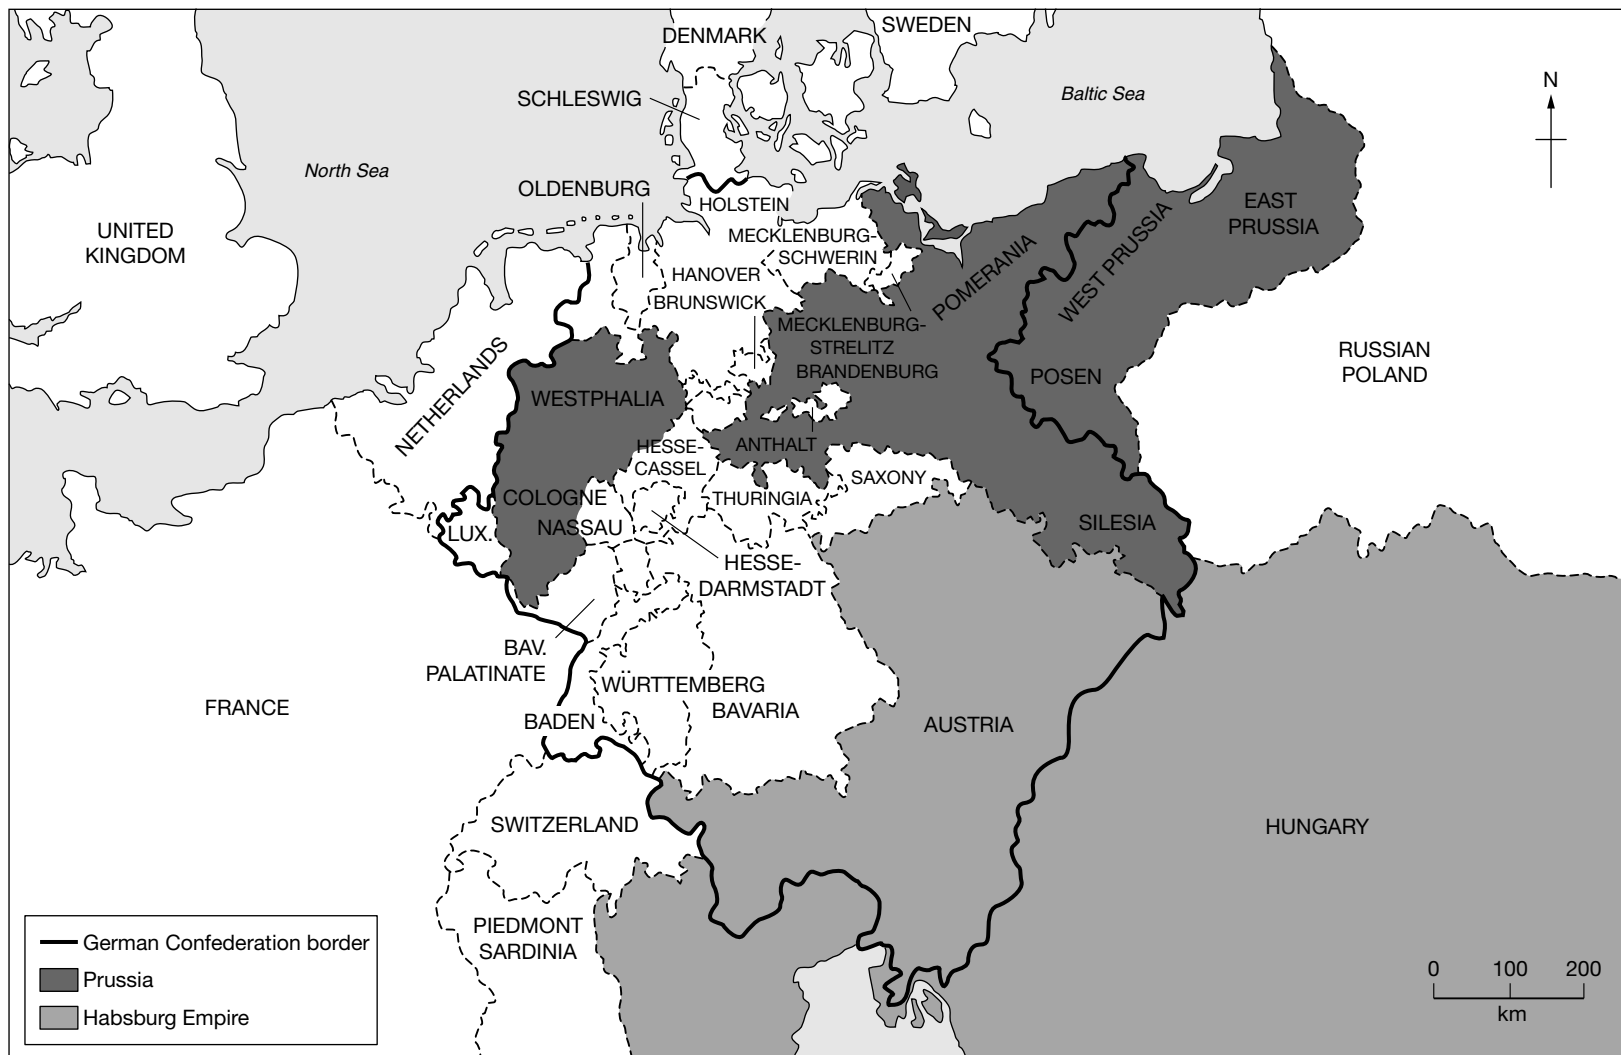 DENMARK
SWEDEN
SCHLESWIG
Baltic Sea
N
North Sea
OLDENBURG
HOLSTEIN
UNITED
KINGDOM
MECKLENBURG-
SCHWERIN
EAST
PRUSSIA
HANOVER
BRUNSWICK
POMERANIA
WEST PRUSSIA
MECKLENBURG-
STRELITZ
BRANDENBURG
NETHERLANDS
WESTPHALIA
POSEN
RUSSIAN
POLAND
HESSE-
CASSEL
ANTHALT
COLOGNE
NASSAU
THURINGIA
SAXONY
LUX.
SILESIA
HESSE-
DARMSTADT
BAV.
PALATINATE
FRANCE
WÜRTTEMBERG
BAVARIA
BADEN
AUSTRIA
SWITZERLAND
HUNGARY
PIEDMONT
SARDINIA
German Confederation border
Prussia
Habsburg Empire
0 100 200
km